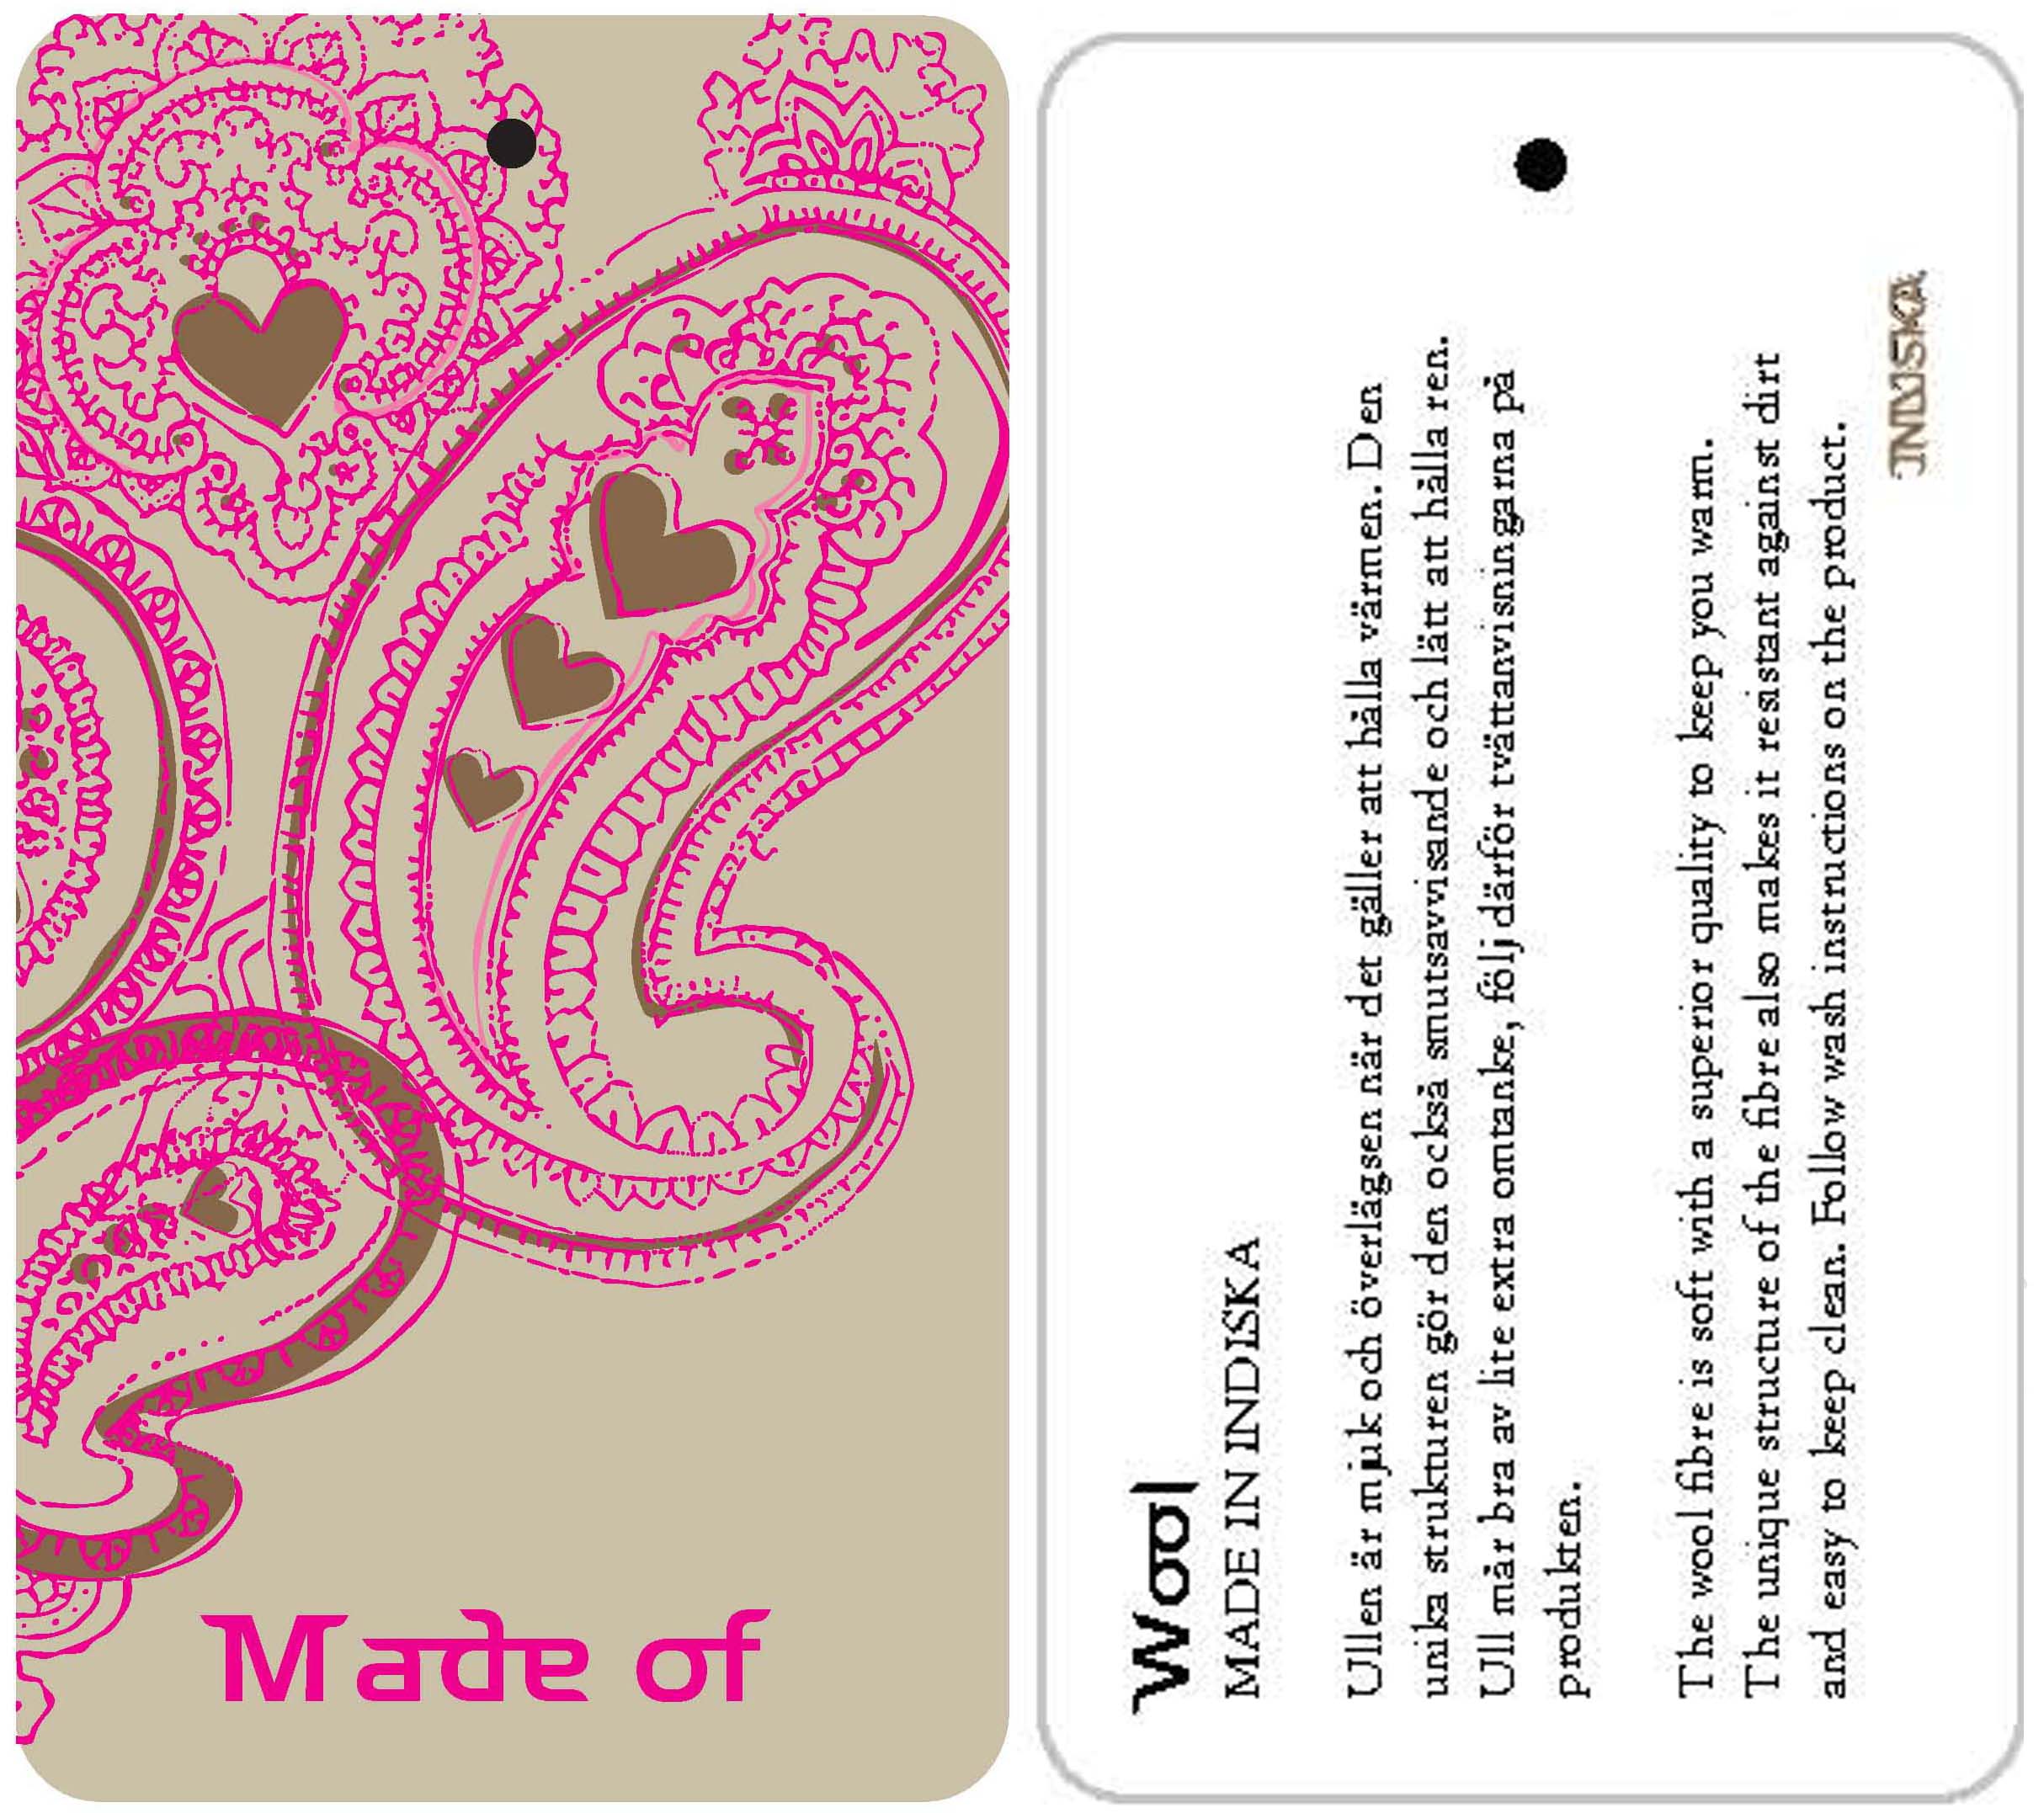 Made of
Wool
MADE IN INDISKA
Ullen är mjuk och överlägsen när det gäller att hålla värmen. Den
unika strukturen gör den också smutsavvisande och lätt att hålla ren.
Ull mår bra av lite extra omtanke, följ därför tvättanvisningarna på
produkten.
The wool fibre is soft with a superior quality to keep you warm.
The unique structure of the fibre also makes it resistant against dirt
and easy to keep clean. Follow wash instructions on the product.
INDISKA